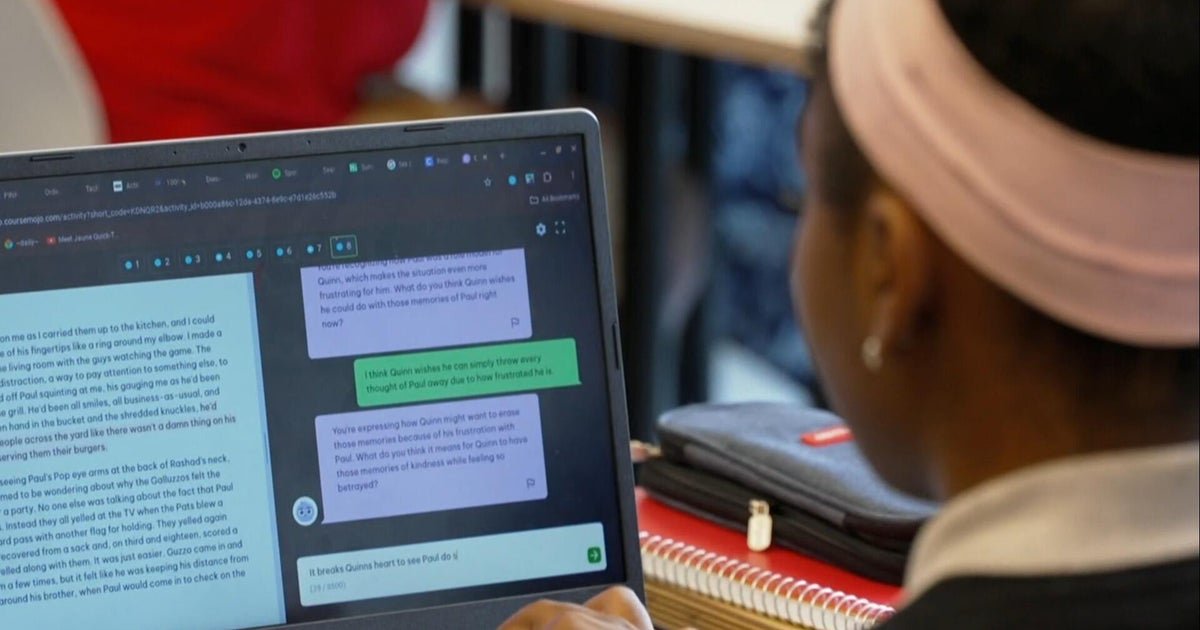 .coursemojo.com/activity?short_code=
All Bookmarks
~daily~ Meet Jeune Quick-T...
1 2 3 4 5 6 7 8
Quinn, which makes the situation even more
frustrating for him. What do you think Quinn wishes
he could do with those memories of Paul right
now?
I think Quinn wishes he can simply throw every
thought of Paul away due to how frustrated he is.
You're expressing how Quinn might want to erase
those memories because of his frustration with
Paul. What do you think it means for Quinn to have
those memories of kindness while feeling so
betrayed?
It breaks Quinns heart to see Paul do s
on me as I carried them up to the kitchen, and I could
e of his fingertips like a ring around my elbow. I made a
e living room with the guys watching the game. The
distraction, a way to pay attention to something else, to
d off Paul squinting at me, his gauging me as he'd been
e grill. He'd been all smiles, all business-as-usual, and
n hand in the bucket and the shredded knuckles, he'd
eople across the yard like there wasn't a damn thing on his
serving them their burgers.
seeing Paul's Pop eye arms at the back of Rashad's neck,
med to be wondering about why the Galluzzos felt the
a party. No one else was talking about the fact that Paul
. Instead they all yelled at the TV when the Pats blew a
ard pass with another flag for holding. They yelled again
ecovered from a sack and, on third and eighteen, scored a
elled along with them. It was just easier. Guzzo came in and
n a few times, but it felt like he was keeping his distance from
around his brother, when Paul would come in to check on the